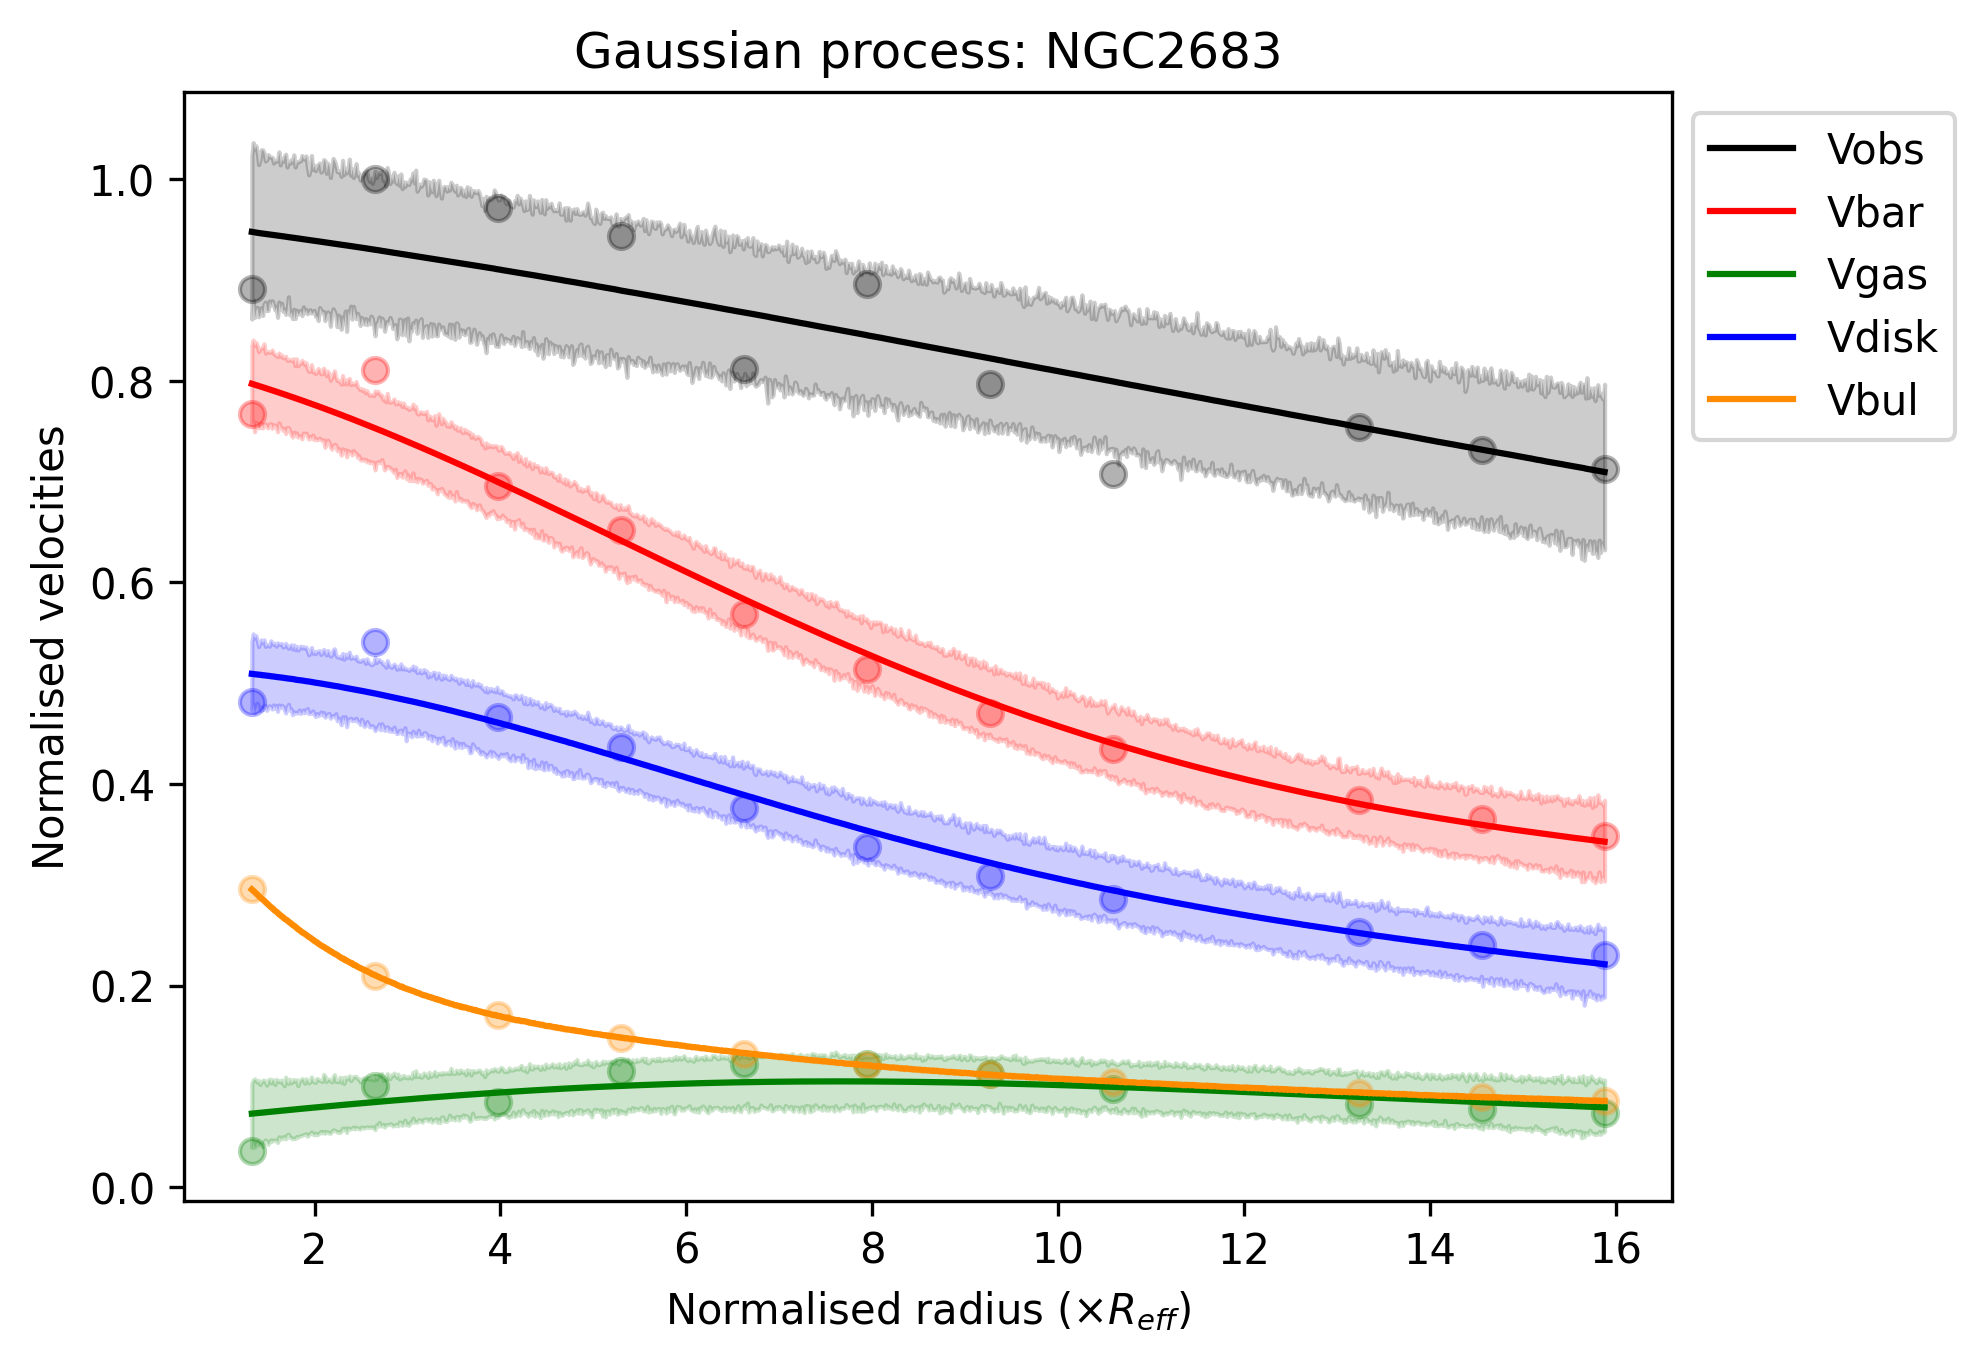 Gaussian process: NGC2683
Normalised velocities
1.0
0.8
0.6
0.4
0.2
0.0
2 4 6 8 10 12 14 16
Normalised radius (×R_eff)
Vobs
Vbar
Vgas
Vdisk
Vbul